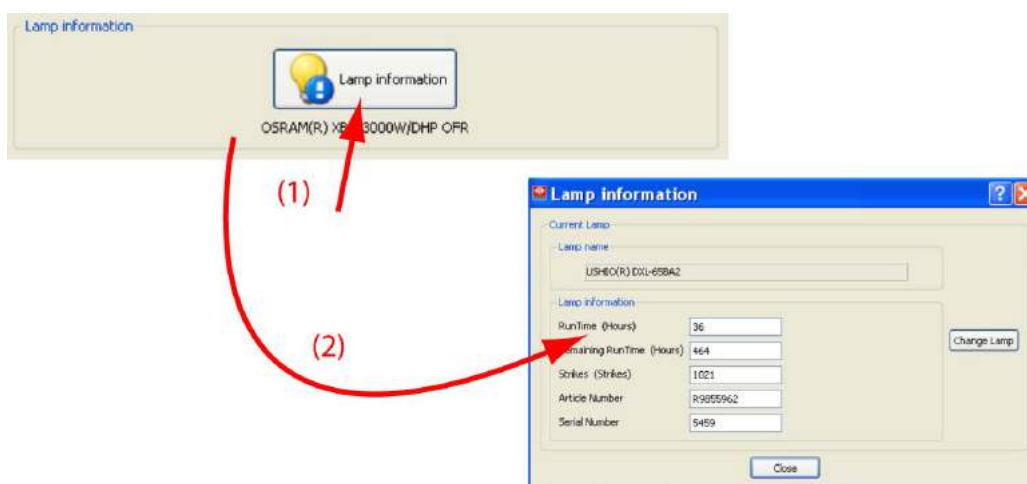 Lamp information
Lamp information
OSRAM(R) 3000W/DHP OFR
(1)
Lamp information
Current Lamp
Lamp name
USHIO(R) DXL-65BA2
Lamp information
RunTime (Hours) 36
Remaining RunTime (Hours) 464
Strikes (Strikes) 1021
Article Number R9855962
Serial Number 5459
Change Lamp
(2)
Close